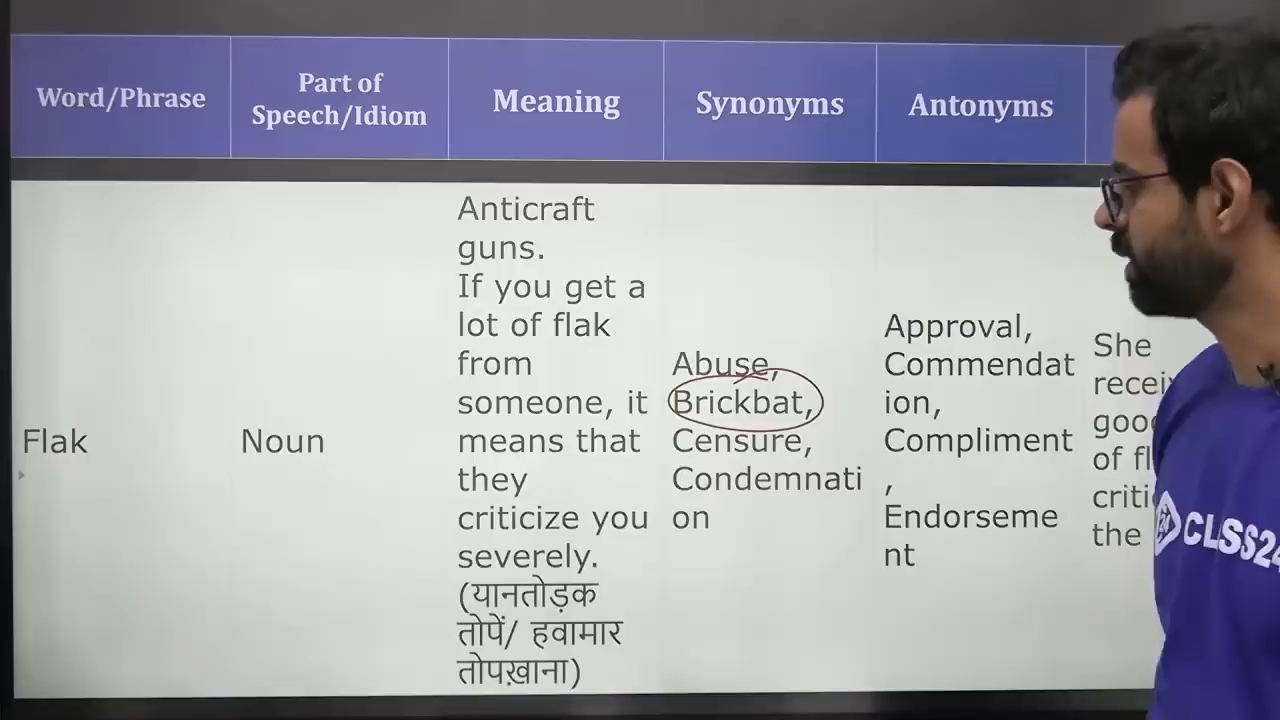 Word/Phrase
Part of
Speech/Idiom
Meaning
Synonyms
Antonyms
Flak
Noun
Anticraft
guns.
If you get a
lot of flak
from
someone, it
means that
they
criticize you
severely.
(यानतोड़क
तोपें/ हवामार
तोपख़ाना)
Abuse,
Brickbat,
Censure,
Condemnati
on
Approval,
Commendat
ion,
Compliment
,
Endorseme
nt
She
of
the
24
CLSS24